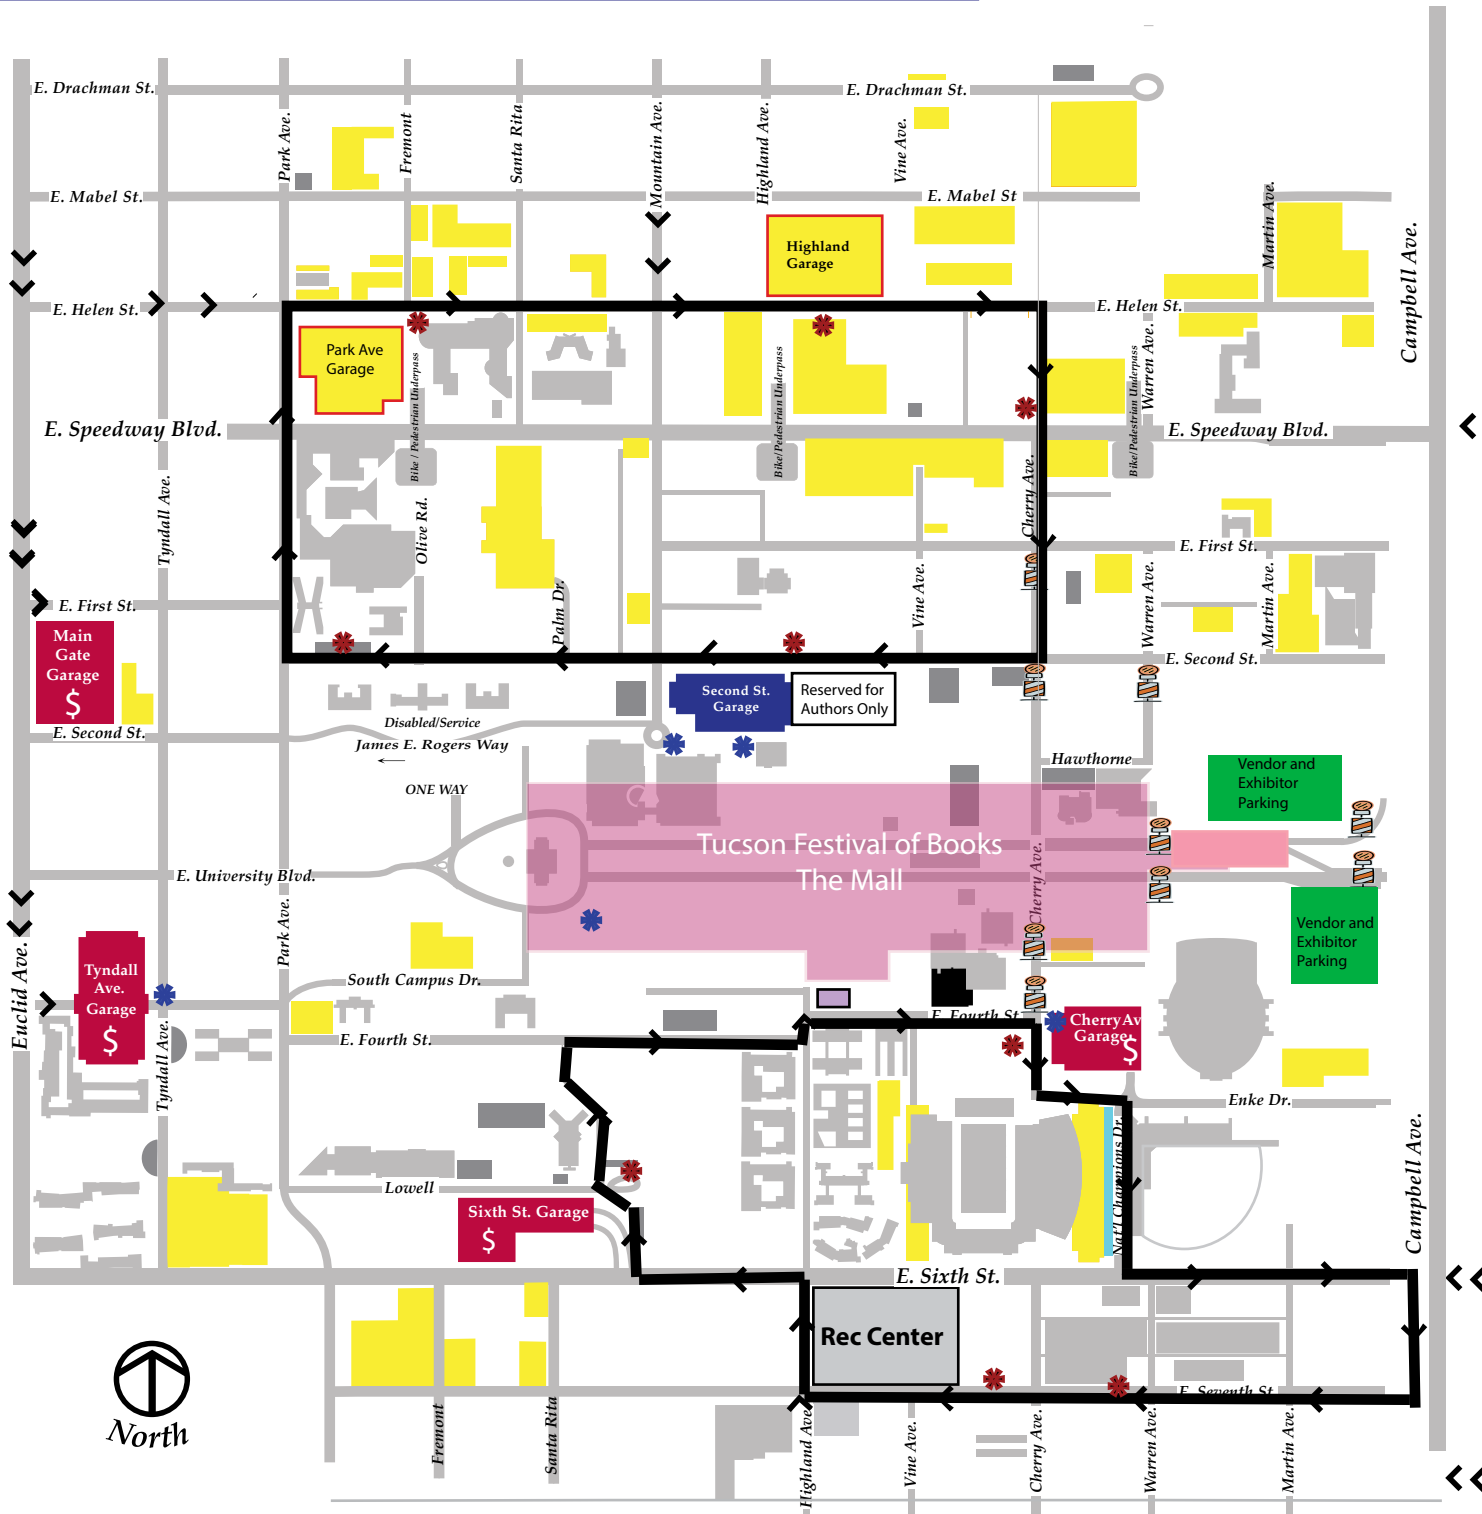 E. Drachman St.
E. Drachman St.
Park Ave.
Fremont
Santa Rita
Mountain Ave.
Highland Ave.
Vine Ave.
E. Mabel St.
E. Mabel St
Martin Ave.
Campbell Ave.
Highland
Garage
E. Helen St.
E. Helen St.
Park Ave
Garage
Bike / Pedestrian Underpass
Bike/Pedestrian Underpass
Bike/Pedestrian Underpass
Warren Ave.
E. Speedway Blvd.
E. Speedway Blvd.
Tyndall Ave.
Olive Rd.
Cherry Ave.
E. First St.
E. First St.
Palm Dr.
Vine Ave.
Warren Ave.
Martin Ave.
Main
Gate
Garage
$
E. Second St.
E. Second St.
Second St.
Garage
Reserved for
Authors Only
Disabled/Service
James E. Rogers Way
ONE WAY
Hawthorne
Vendor and
Exhibitor
Parking
Tucson Festival of Books
The Mall
Cherry Ave.
E. University Blvd.
Park Ave.
Vendor and
Exhibitor
Parking
Euclid Ave.
Tyndall
Ave.
Garage
$
South Campus Dr.
E. Fourth St.
E. Fourth St
Cherry Av
Garage
$
Tyndall Ave.
Enke Dr.
Nat'l Champions Dr.
Campbell Ave.
Lowell
Sixth St. Garage
$
E. Sixth St.
Rec Center
E. Seventh St
North
Fremont
Santa Rita
Highland Ave
Vine Ave.
Cherry Ave.
Warren Ave.
Martin Ave.